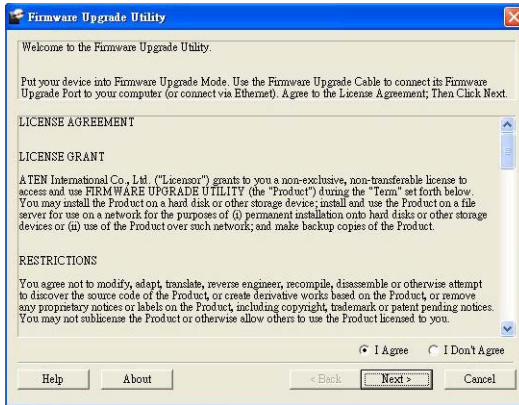 Firmware Upgrade Utility
Welcome to the Firmware Upgrade Utility.
Put your device into Firmware Upgrade Mode. Use the Firmware Upgrade Cable to connect its Firmware
Upgrade Port to your computer (or connect via Ethernet). Agree to the License Agreement; Then Click Next.
LICENSE AGREEMENT
LICENSE GRANT
ATEN International Co., Ltd. ("Licensor") grants to you a non-exclusive, non-transferable license to
access and use FIRMWARE UPGRADE UTILITY (the "Product") during the "Term" set forth below.
You may install the Product on a hard disk or other storage device; install and use the Product on a file
server for use on a network for the purposes of (i) permanent installation onto hard disks or other storage
devices or (ii) use of the Product over such network; and make backup copies of the Product.
RESTRICTIONS
You agree not to modify, adapt, translate, reverse engineer, recompile, disassemble or otherwise attempt
to discover the source code of the Product, or create derivative works based on the Product, or remove
any proprietary notices or labels on the Product, including copyright, trademark or patent pending notices.
You may not sublicense the Product or otherwise allow others to use the Product licensed to you.
I Agree I Don't Agree
Help About < Back Next > Cancel